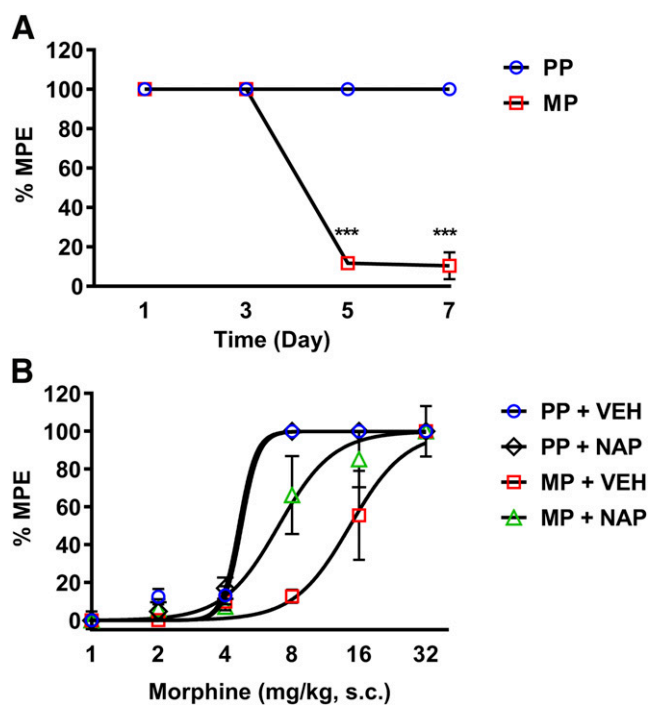 A
120
100
80
60
40
20
0
% MPE
***
***
1 3 5 7
Time (Day)
PP
MP
B
120
100
80
60
40
20
0
% MPE
1 2 4 8 16 32
Morphine (mg/kg, s.c.)
PP + VEH
PP + NAP
MP + VEH
MP + NAP